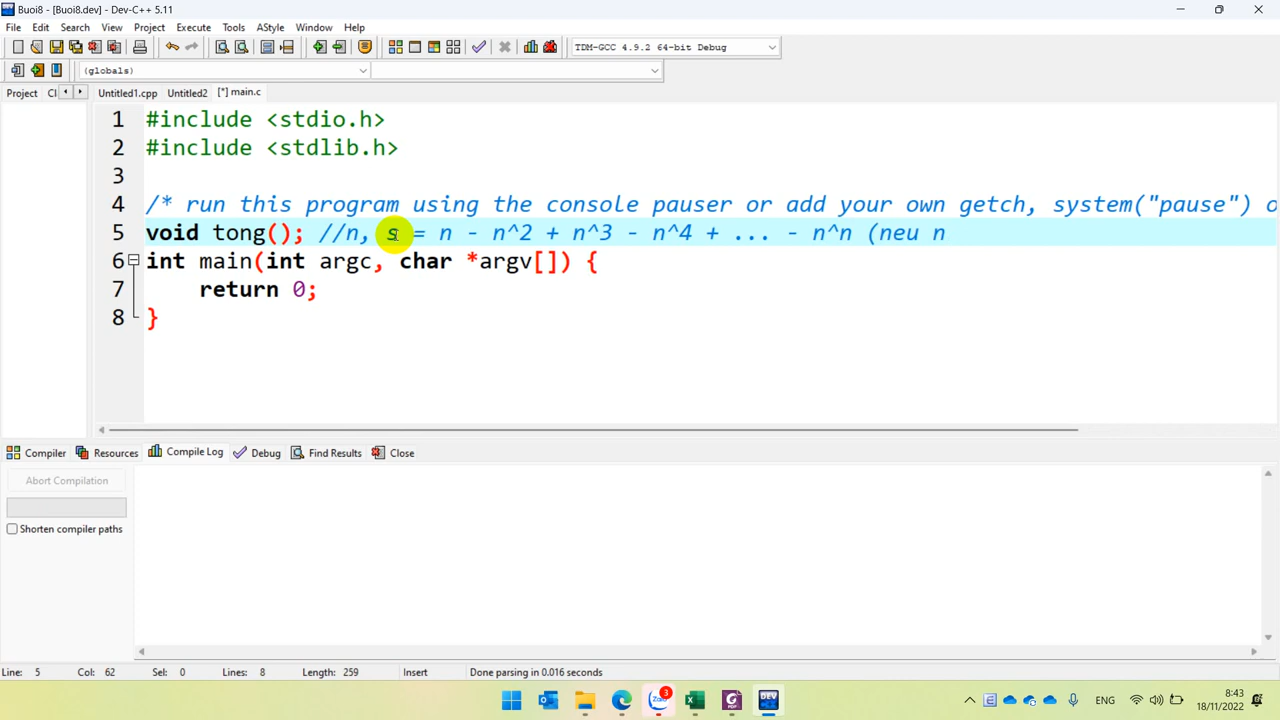 Buoi8 - [Buoi8.dev] - Dev-C++ 5.11
File Edit Search View Project Execute Tools AStyle Window Help
TDM-GCC 4.9.2 64-bit Debug
(globals)
Project Cl Untitled1.cpp Untitled2 [*] main.c
1 #include <stdio.h>
2 #include <stdlib.h>
3
4 /* run this program using the console pauser or add your own getch, system("pause") o
5 void tong(); //n, s = n - n^2 + n^3 - n^4 + ... - n^n (neu n
6 int main(int argc, char *argv[]) {
7 return 0;
8 }
Compiler Resources Compile Log Debug Find Results Close
Abort Compilation
Shorten compiler paths
Line: 5 Col: 62 Sel: 0 Lines: 8 Length: 259 Insert Done parsing in 0.016 seconds
3 PDF DEV ENG 8:43
18/11/2022